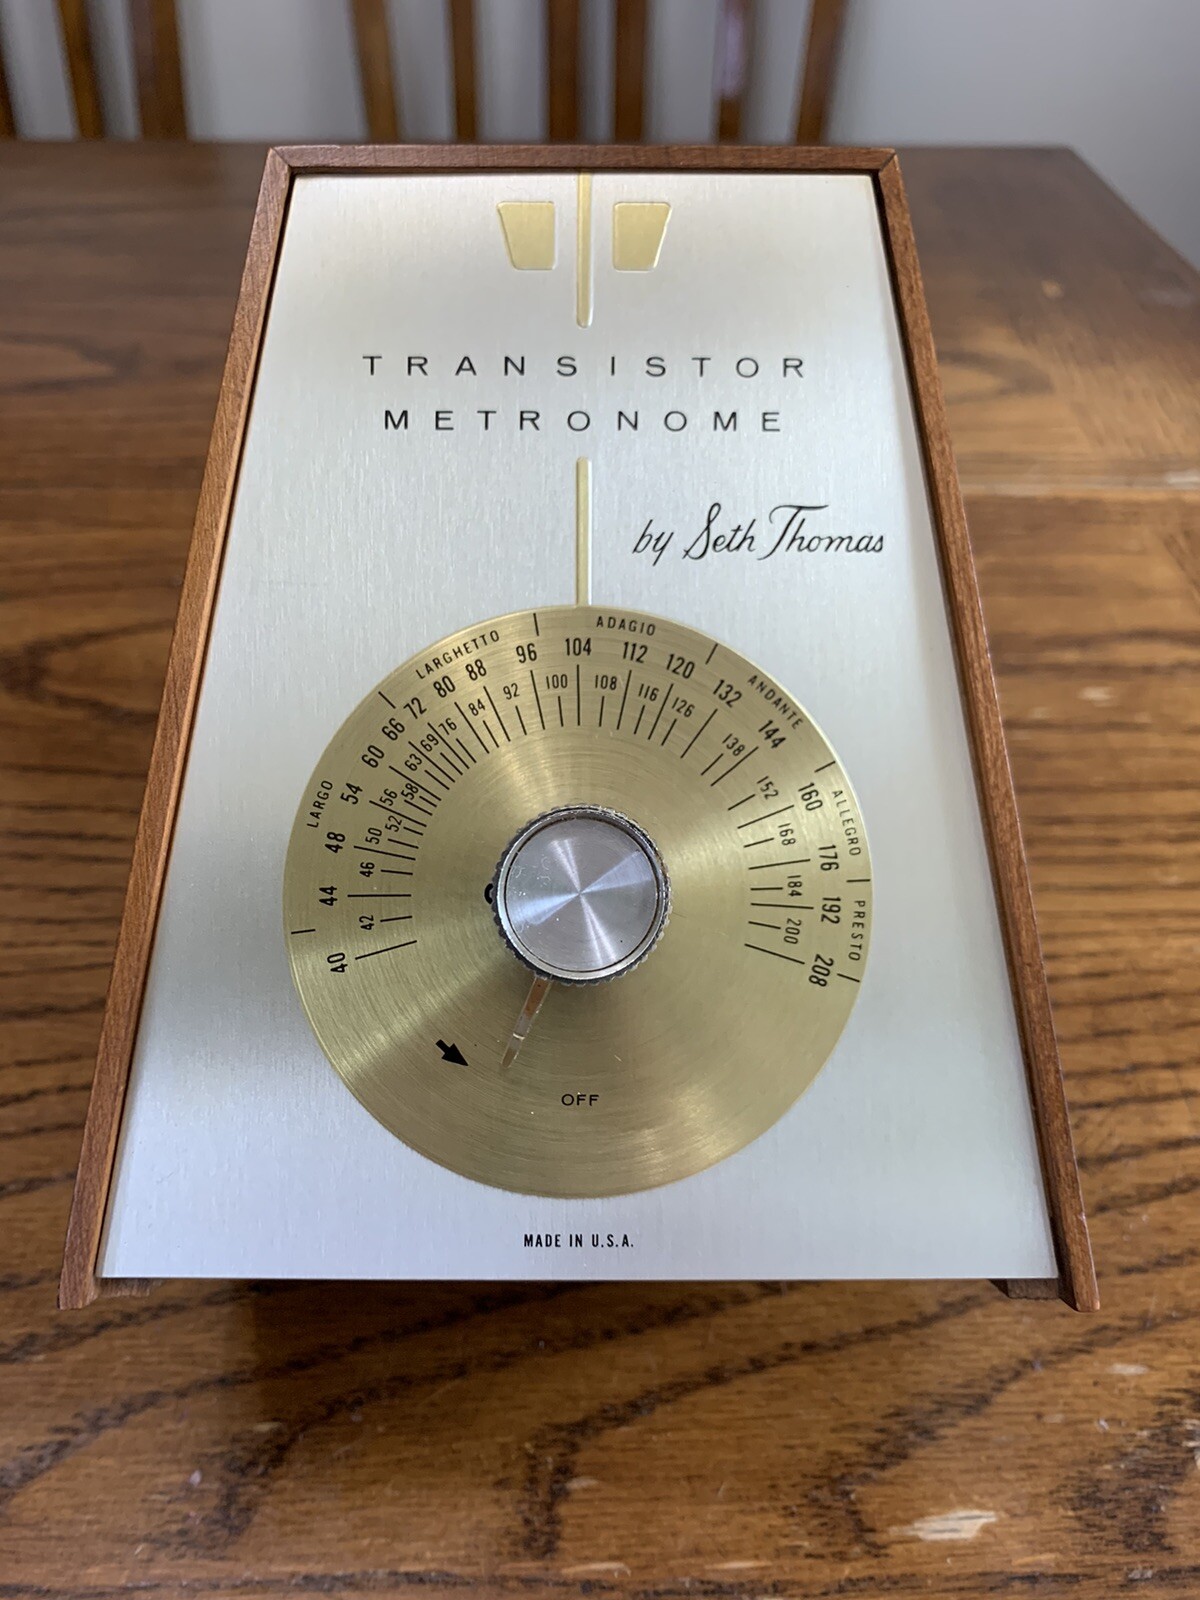 TRANSISTOR
METRONOME
by Seth Thomas
LARGO LARGHETTO ADAGIO ANDANTE ALLEGRO PRESTO
40 44 48 54 60 66 72 80 88 96 104 112 120 132 144 160 176 192 208
42 46 50 52 56 58 63 69 76 84 92 100 108 116 126 138 152 168 184 200
OFF
MADE IN U.S.A.